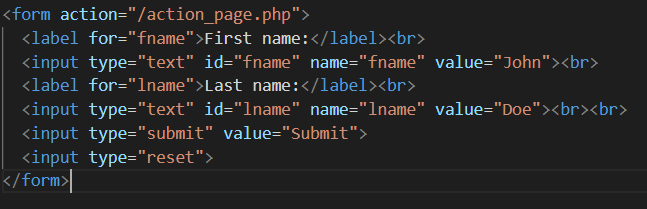 <form action="/action_page.php">
<label for="fname">First name:</label><br>
<input type="text" id="fname" name="fname" value="John"><br>
<label for="lname">Last name:</label><br>
<input type="text" id="lname" name="lname" value="Doe"><br><br>
<input type="submit" value="Submit">
<input type="reset">
</form>